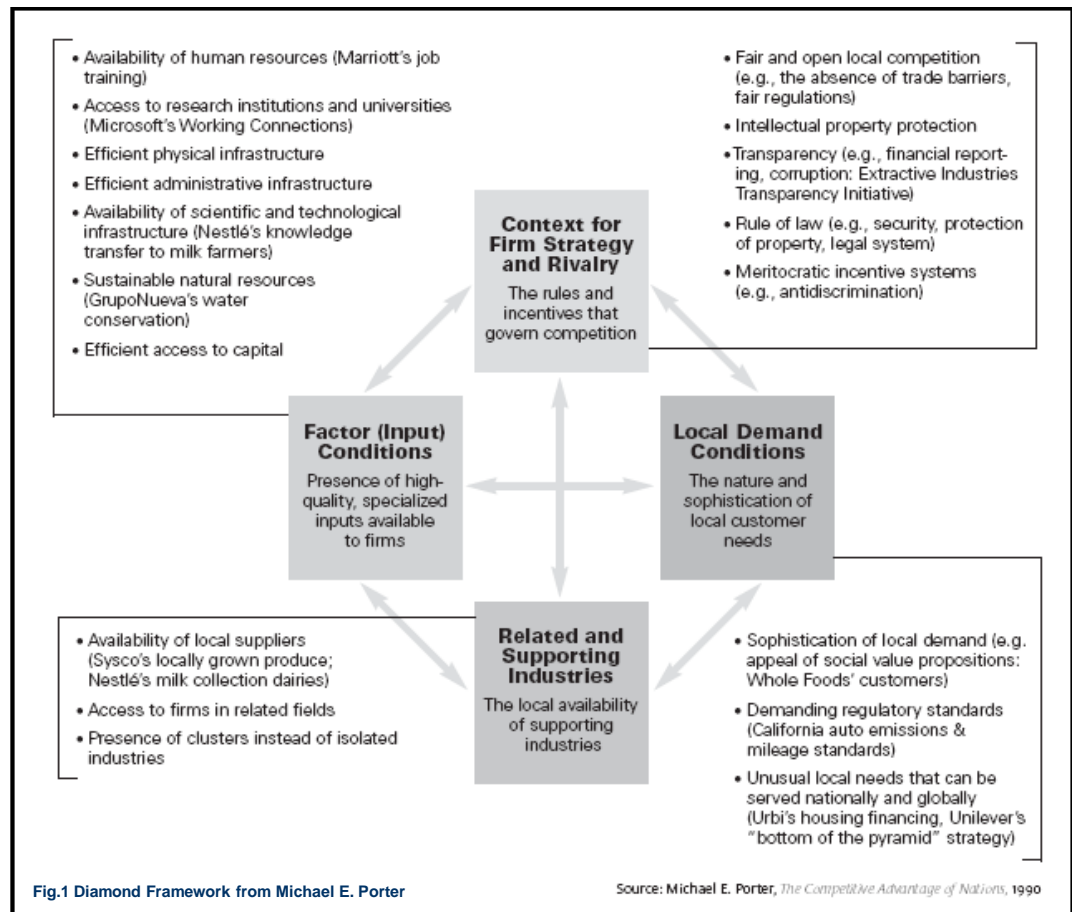 • Availability of human resources (Marriott's job
training)
• Access to research institutions and universities
(Microsoft's Working Connections)
• Efficient physical infrastructure
• Efficient administrative infrastructure
• Availability of scientific and technological
infrastructure (Nestlé's knowledge
transfer to milk farmers)
• Sustainable natural resources
(GrupoNueva's water
conservation)
• Efficient access to capital
• Fair and open local competition
(e.g., the absence of trade barriers,
fair regulations)
• Intellectual property protection
• Transparency (e.g., financial report-
ing, corruption: Extractive Industries
Transparency Initiative)
• Rule of law (e.g., security, protection
of property, legal system)
• Meritocratic incentive systems
(e.g., antidiscrimination)
Context for
Firm Strategy
and Rivalry
The rules and
incentives that
govern competition
Factor (Input)
Conditions
Presence of high-
quality, specialized
inputs available
to firms
Local Demand
Conditions
The nature and
sophistication of
local customer
needs
Related and
Supporting
Industries
The local availability
of supporting
industries
• Availability of local suppliers
(Sysco's locally grown produce;
Nestlé's milk collection dairies)
• Access to firms in related fields
• Presence of clusters instead of isolated
industries
• Sophistication of local demand (e.g.
appeal of social value propositions:
Whole Foods' customers)
• Demanding regulatory standards
(California auto emissions &
mileage standards)
• Unusual local needs that can be
served nationally and globally
(Urbi's housing financing, Unilever's
"bottom of the pyramid" strategy)
Fig.1 Diamond Framework from Michael E. Porter
Source: Michael E. Porter, The Competitive Advantage of Nations, 1990